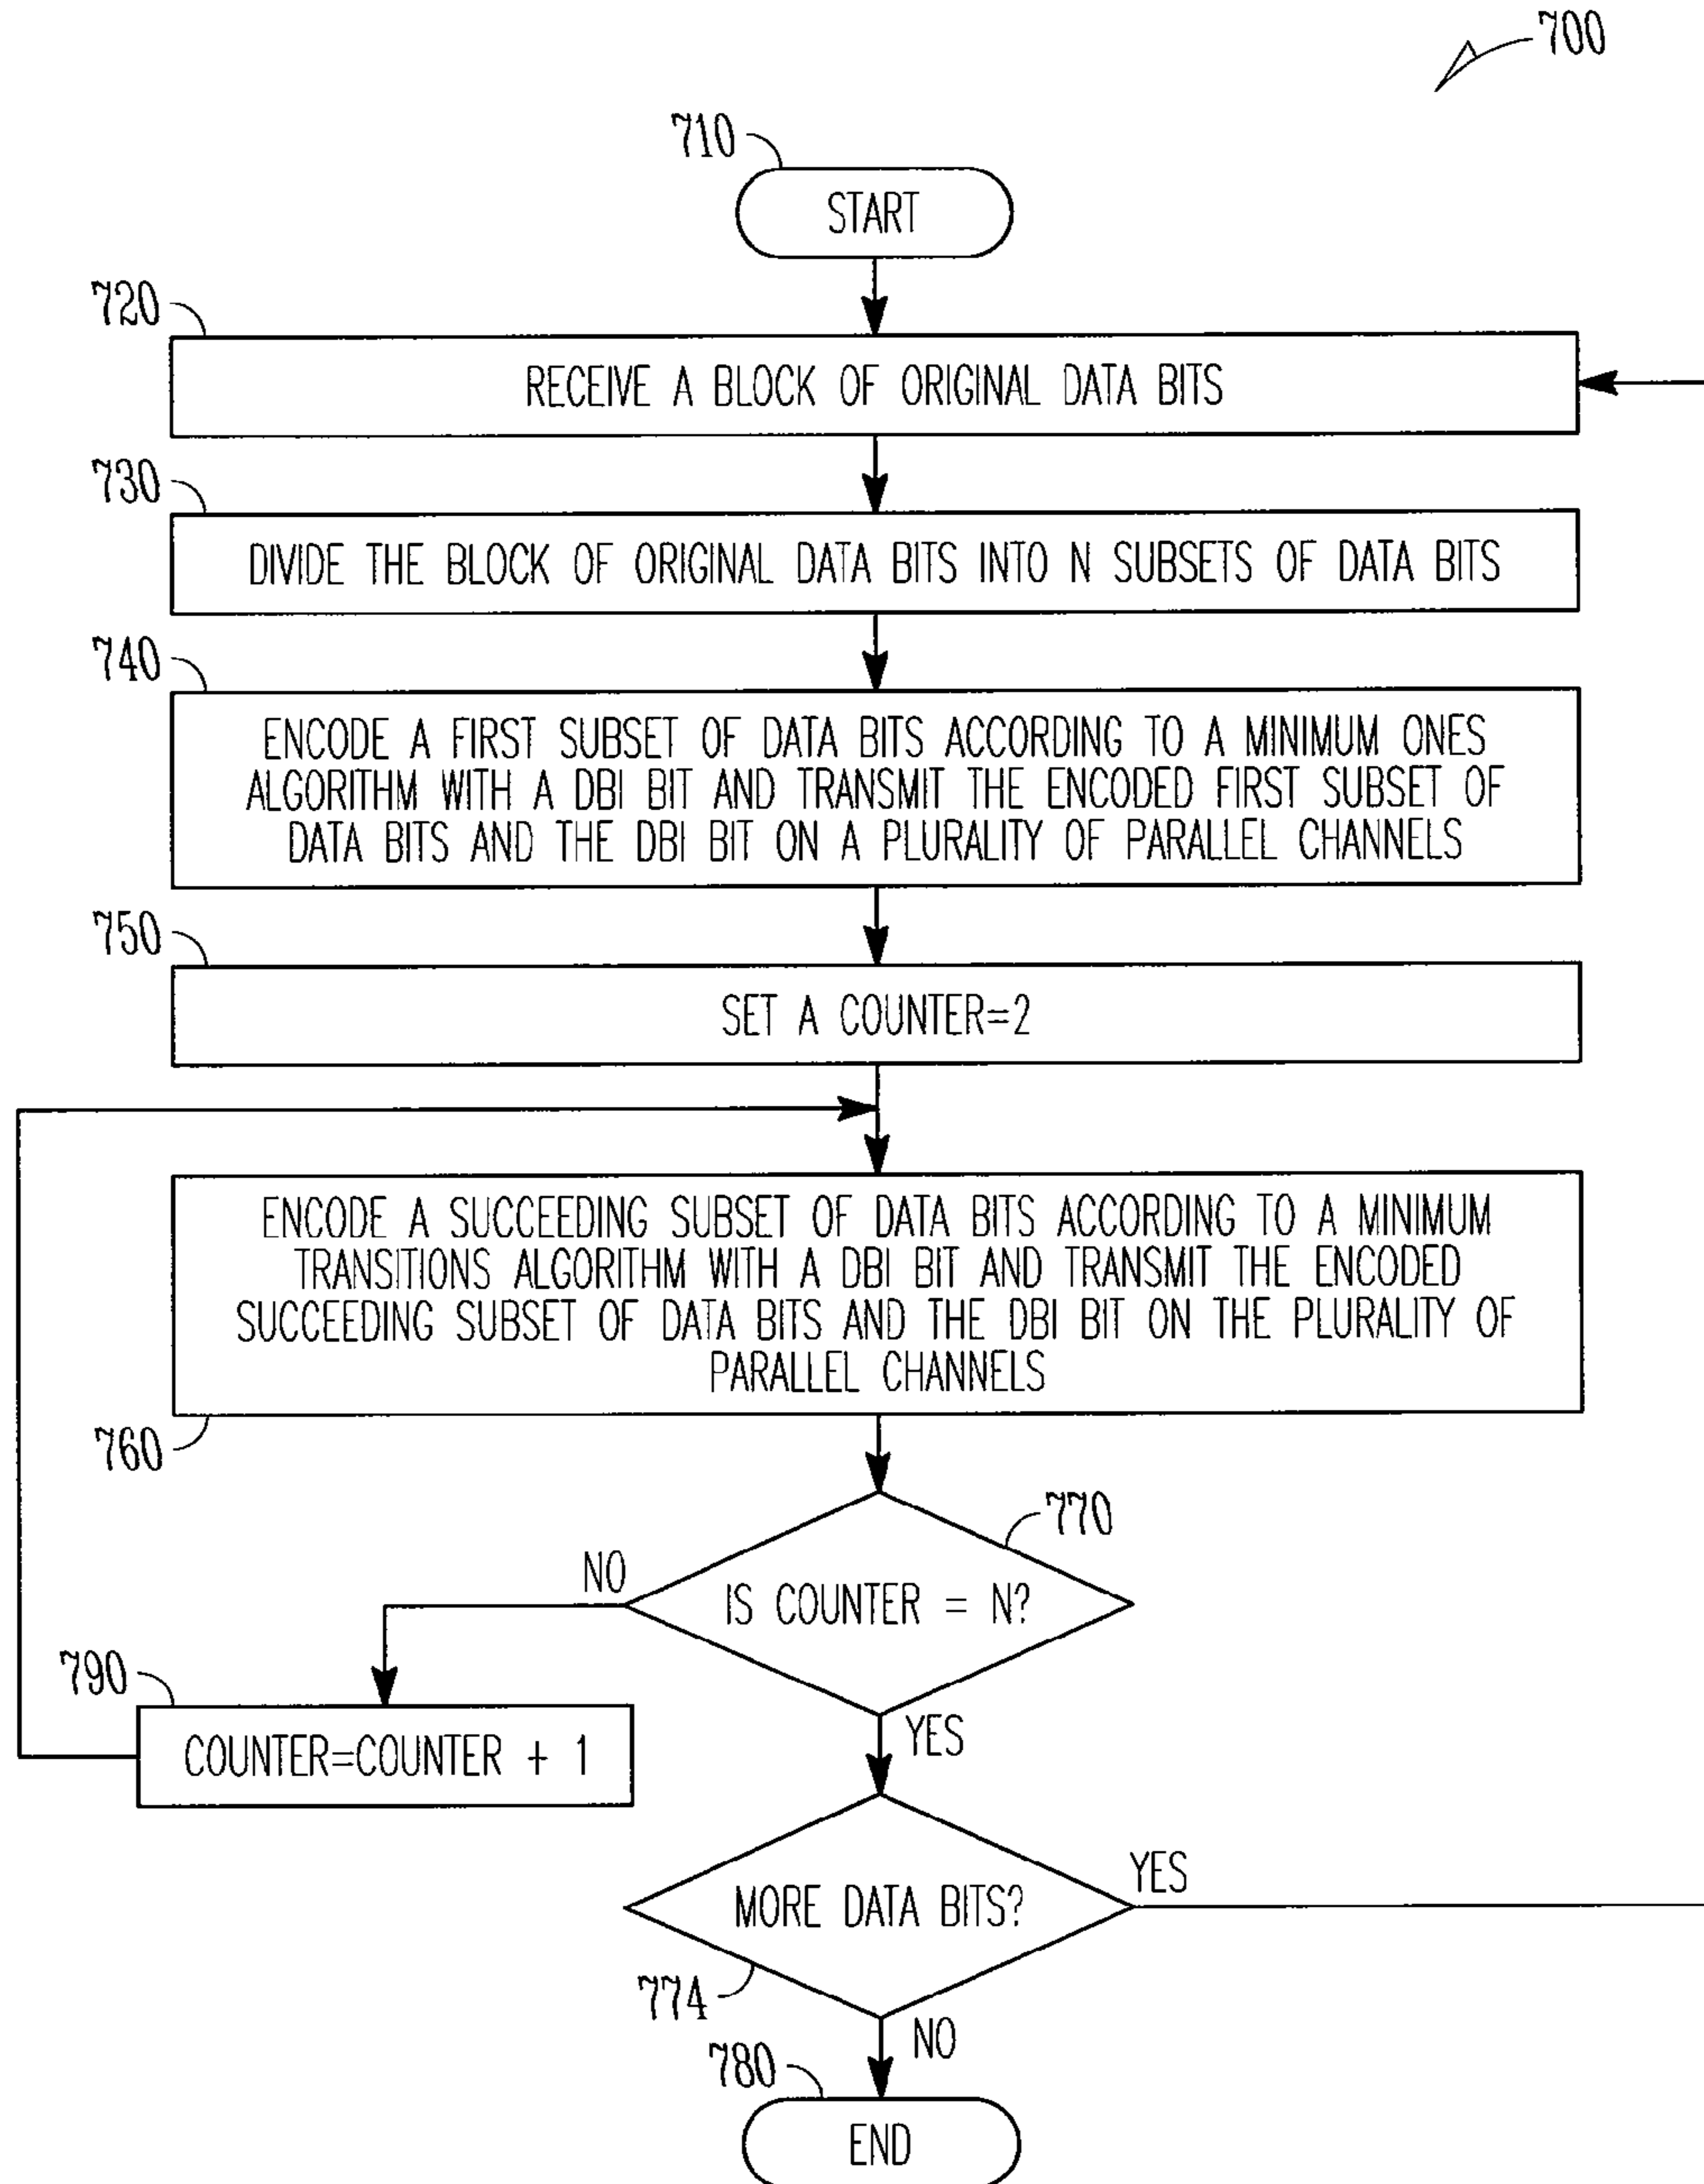 700
710
START
720
RECEIVE A BLOCK OF ORIGINAL DATA BITS
730
DIVIDE THE BLOCK OF ORIGINAL DATA BITS INTO N SUBSETS OF DATA BITS
740
ENCODE A FIRST SUBSET OF DATA BITS ACCORDING TO A MINIMUM ONES
ALGORITHM WITH A DBI BIT AND TRANSMIT THE ENCODED FIRST SUBSET OF
DATA BITS AND THE DBI BIT ON A PLURALITY OF PARALLEL CHANNELS
750
SET A COUNTER=2
ENCODE A SUCCEEDING SUBSET OF DATA BITS ACCORDING TO A MINIMUM
TRANSITIONS ALGORITHM WITH A DBI BIT AND TRANSMIT THE ENCODED
SUCCEEDING SUBSET OF DATA BITS AND THE DBI BIT ON THE PLURALITY OF
PARALLEL CHANNELS
760
770
NO
IS COUNTER = N?
790
COUNTER=COUNTER + 1
YES
YES
MORE DATA BITS?
774
NO
780
END